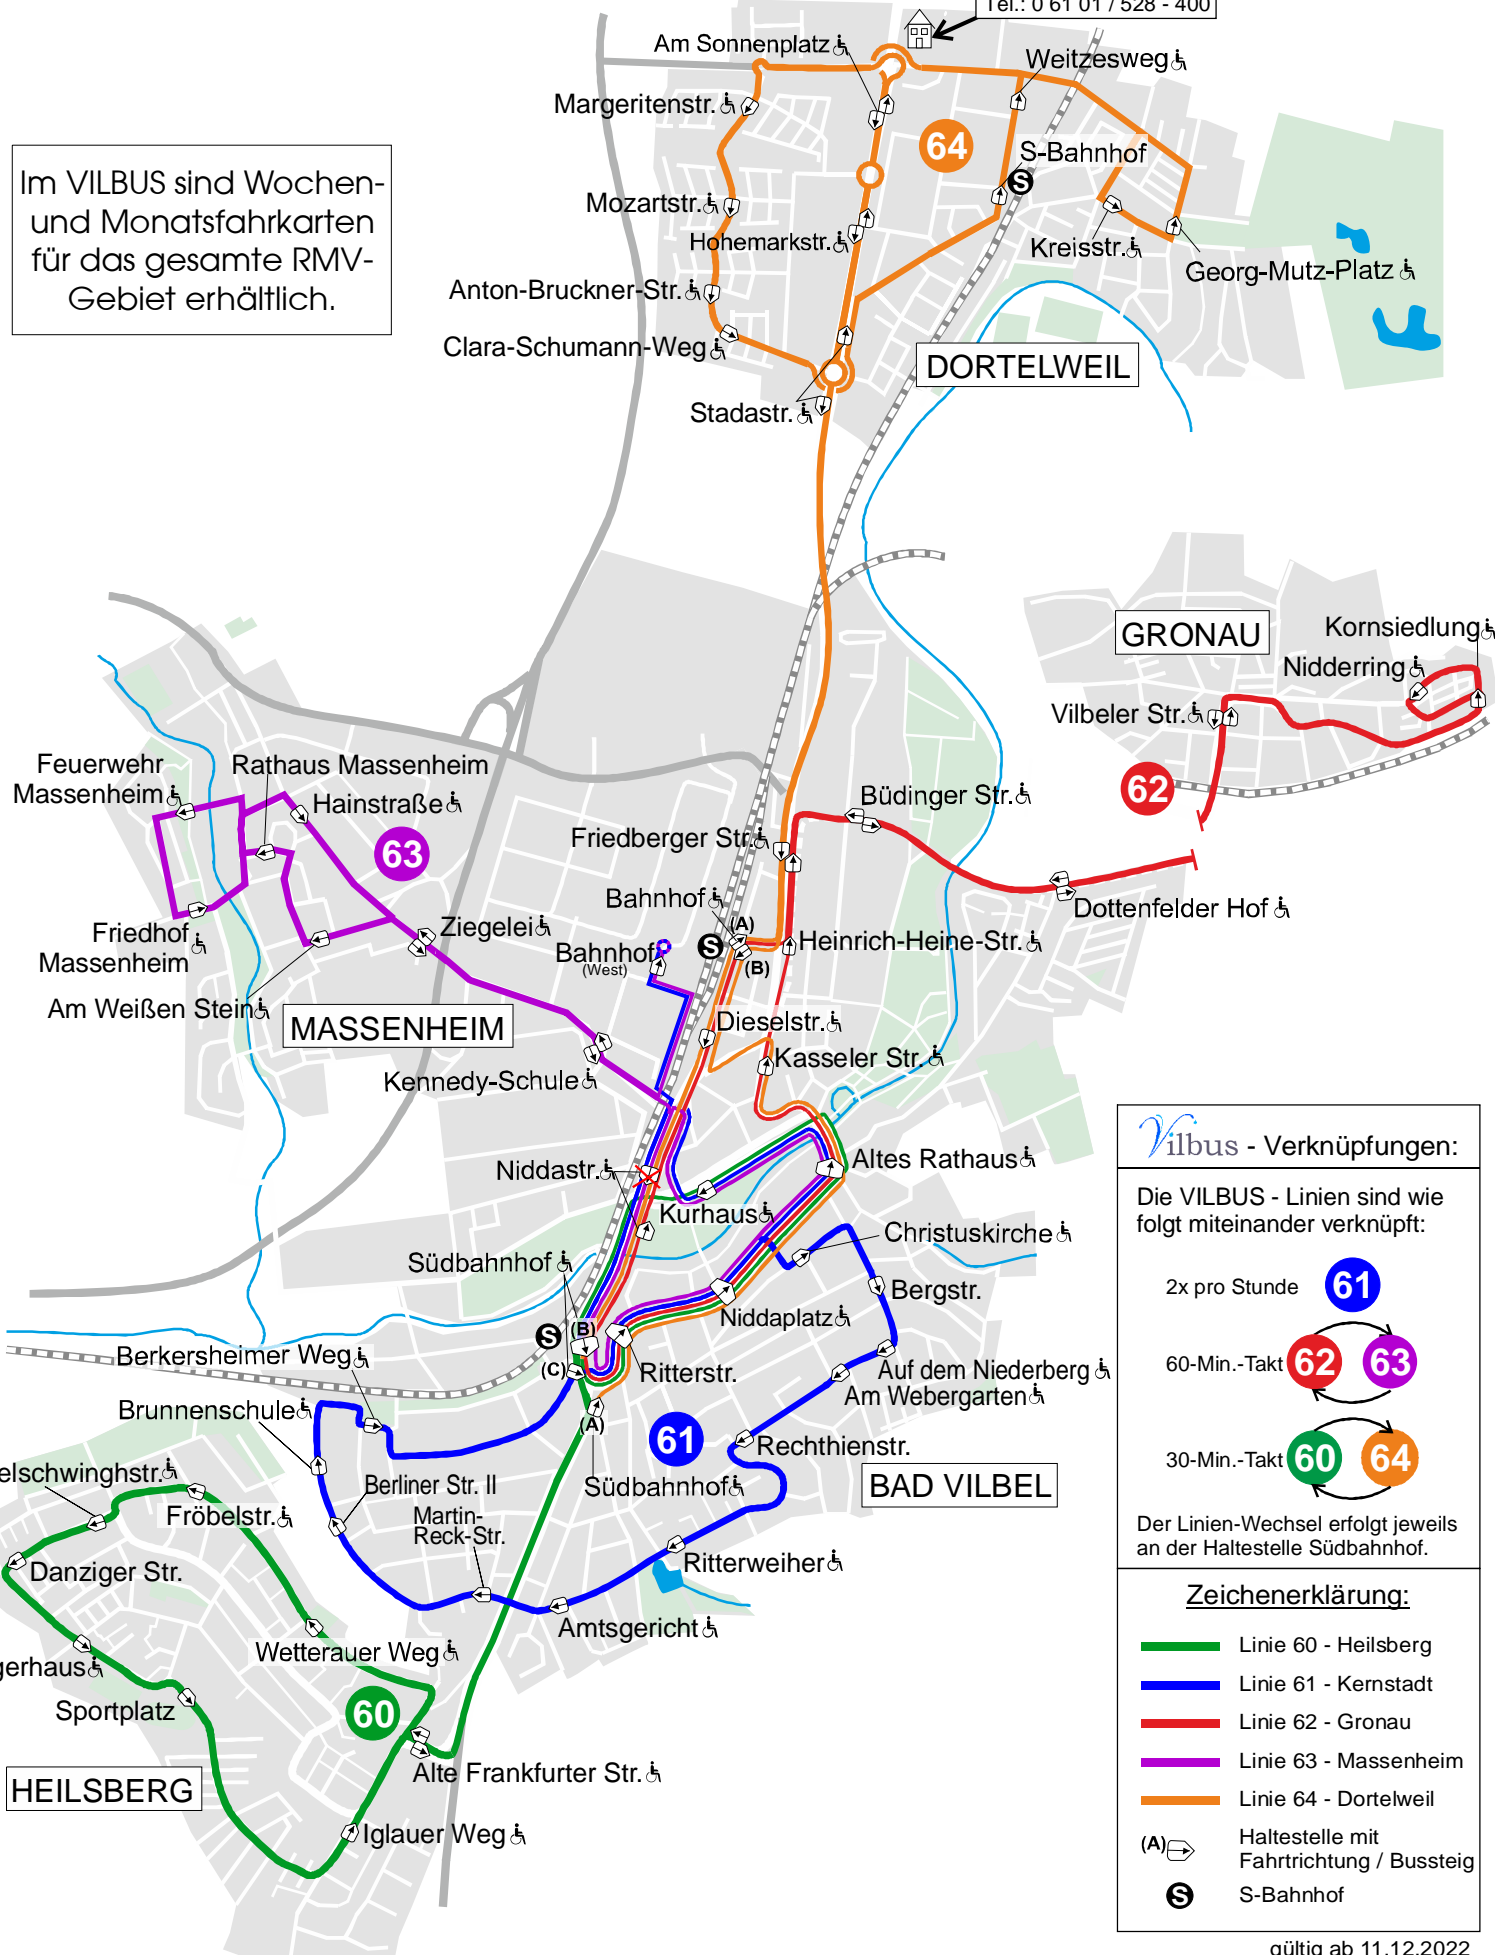 Tel.: 0 61 01 / 528 - 400
Am Sonnenplatz
Weitzesweg
Margeritenstr.
64
S-Bahnhof
S
Im VILBUS sind Wochen-
und Monatsfahrkarten
für das gesamte RMV-
Gebiet erhältlich.
Mozartstr.
Hohemarkstr.
Kreisstr.
Georg-Mutz-Platz
Anton-Bruckner-Str.
Clara-Schumann-Weg
DORTELWEIL
Stadastr.
GRONAU
Kornsiedlung
Nidderring
Vilbeler Str.
62
Feuerwehr
Massenheim
Rathaus Massenheim
Hainstraße
63
Büdinger Str.
Friedberger Str.
Bahnhof
(A)
S
(B)
Heinrich-Heine-Str.
Dottenfelder Hof
Friedhof
Massenheim
Ziegelei
Bahnhof
(West)
Am Weißen Stein
MASSENHEIM
Dieselstr.
Kasseler Str.
Kennedy-Schule
Niddastr.
Altes Rathaus
Kurhaus
Christuskirche
Südbahnhof
Bergstr.
Niddaplatz
S
(B)
(C)
Ritterstr.
(A)
Berkersheimer Weg
Auf dem Niederberg
Am Webergarten
Brunnenschule
61
Rechthienstr.
BAD VILBEL
Südbahnhof
elschwinghstr.
Fröbelstr.
Berliner Str. II
Martin-
Reck-Str.
Danziger Str.
Ritterweiher
Amtsgericht
Wetterauer Weg
gerhaus
Sportplatz
60
Alte Frankfurter Str.
HEILSBERG
Iglauer Weg
Vilbus - Verknüpfungen:
Die VILBUS - Linien sind wie
folgt miteinander verknüpft:
2x pro Stunde 61
60-Min.-Takt 62 63
30-Min.-Takt 60 64
Der Linien-Wechsel erfolgt jeweils
an der Haltestelle Südbahnhof.
Zeichenerklärung:
Linie 60 - Heilsberg
Linie 61 - Kernstadt
Linie 62 - Gronau
Linie 63 - Massenheim
Linie 64 - Dortelweil
(A) Haltestelle mit
Fahrtrichtung / Bussteig
S S-Bahnhof
gültig ab 11.12.2022